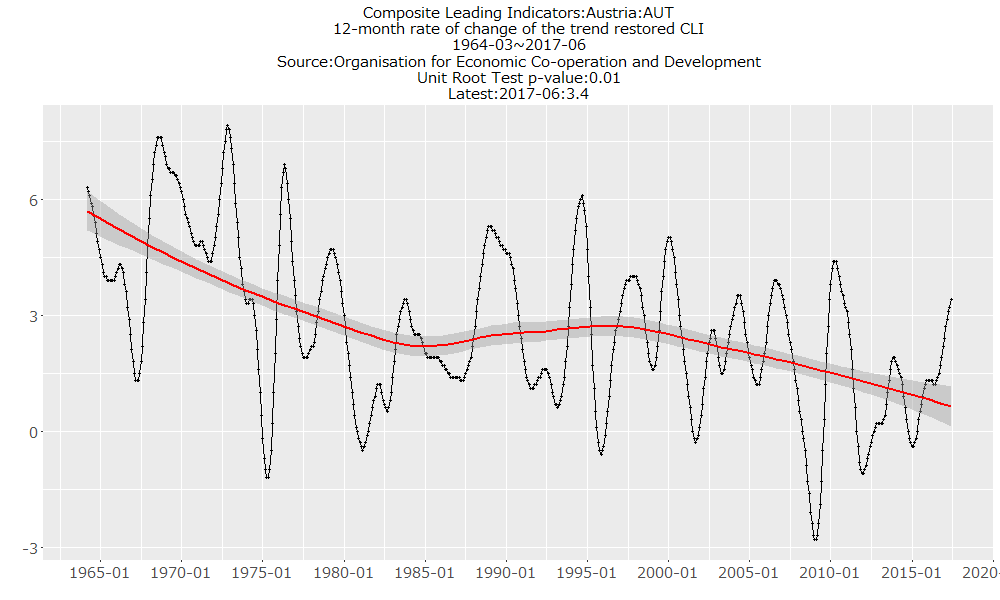 Composite Leading Indicators:Austria:AUT
12-month rate of change of the trend restored CLI
1964-03~2017-06
Source:Organisation for Economic Co-operation and Development
Unit Root Test p-value:0.01
Latest:2017-06:3.4
6
3
0
-3
1965-01 1970-01 1975-01 1980-01 1985-01 1990-01 1995-01 2000-01 2005-01 2010-01 2015-01 2020-